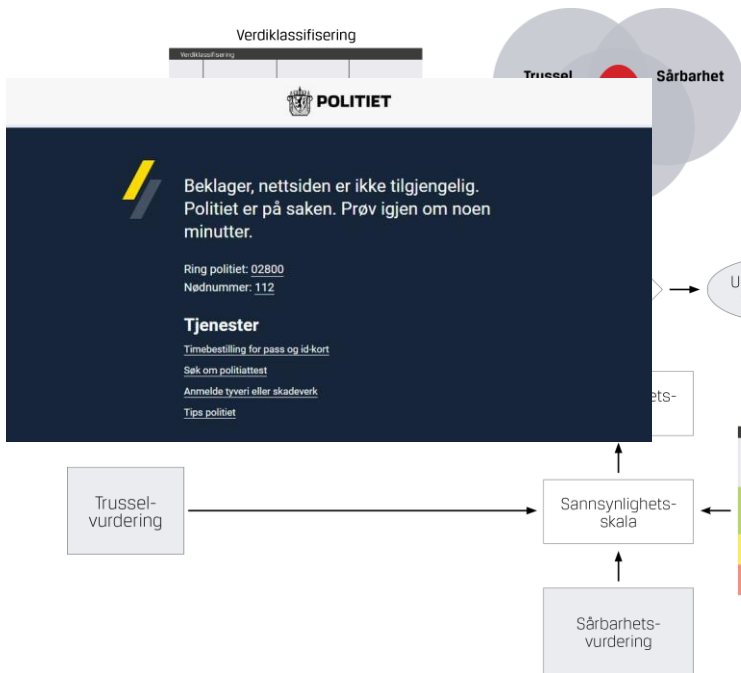 Verdiklassifisering
Verdiklassifisering
Sårbarhet
POLITIET
Beklager, nettsiden er ikke tilgjengelig.
Politiet er på saken. Prøv igjen om noen
minutter.
Ring politiet: 02800
Nødnummer: 112
Tjenester
Timebestilling for pass og id-kort
Søk om politiattest
Anmelde tyveri eller skadeverk
Tips politiet
Trussel-
vurdering
Sannsynlighets-
skala
Sårbarhets-
vurdering